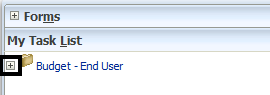 Forms
My Task List
Budget - End User